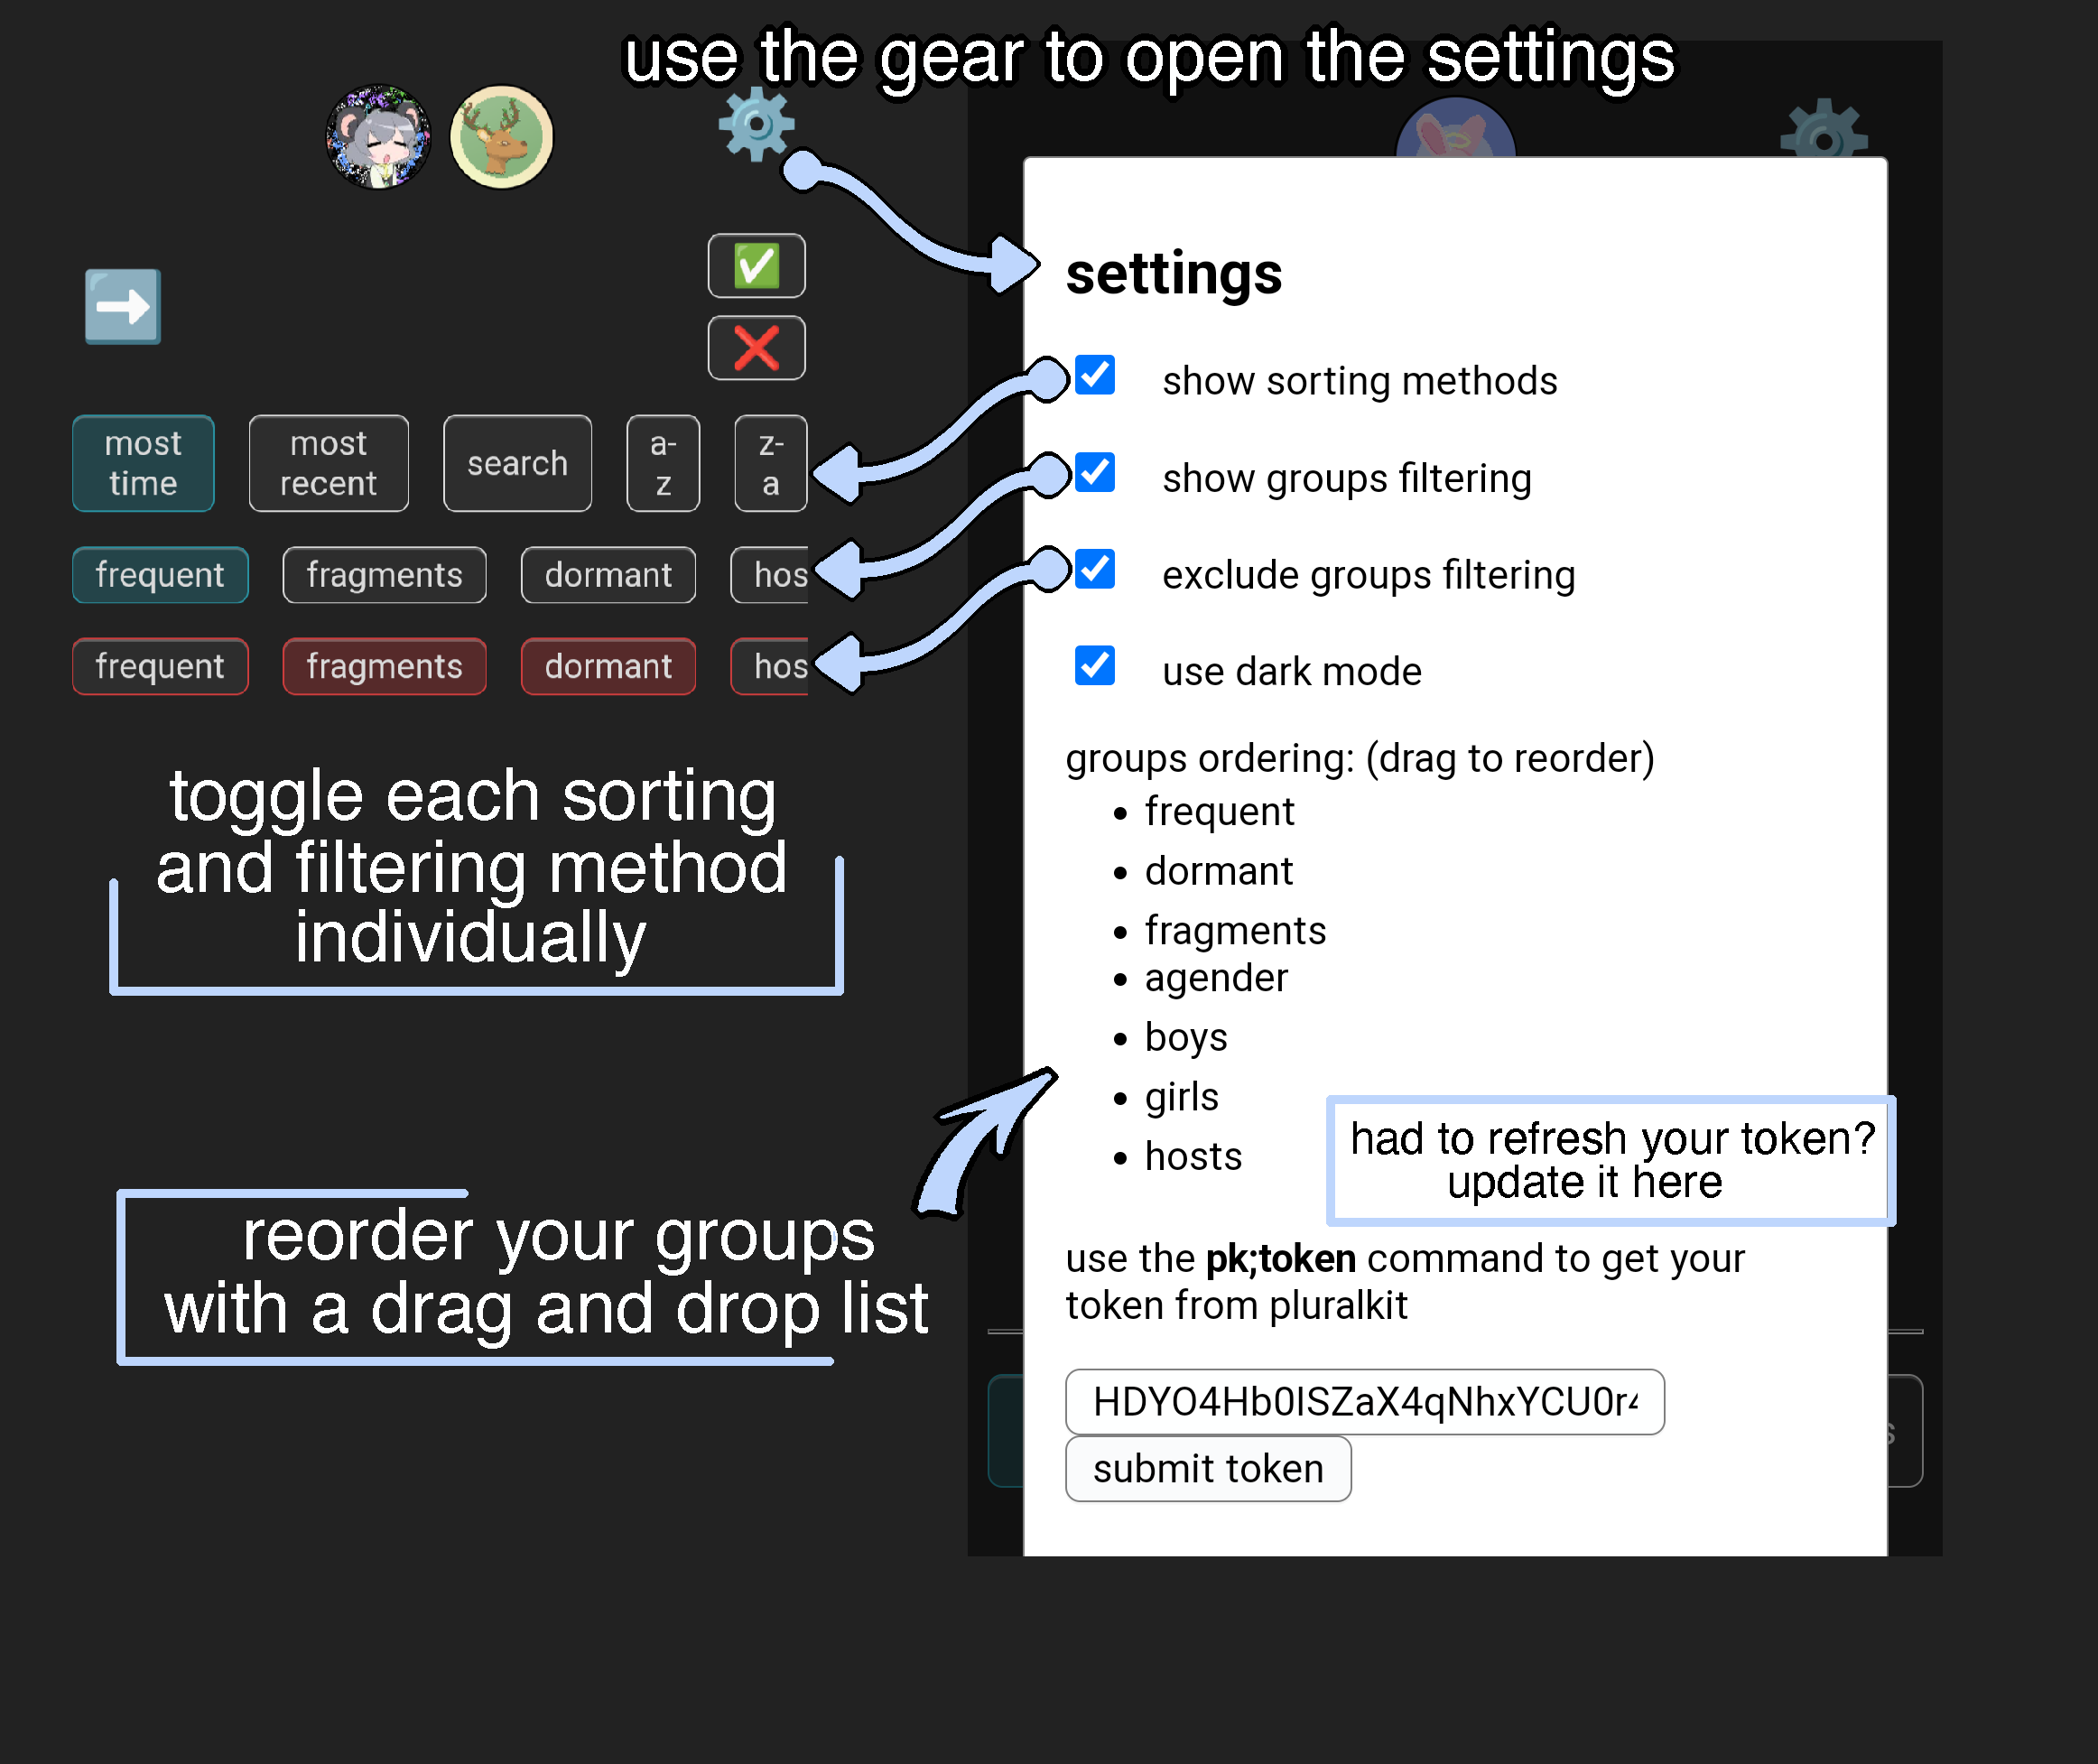 use the gear to open the settings
most time
most recent
search
a-z
z-a
frequent
fragments
dormant
hos
frequent
fragments
dormant
hos
toggle each sorting
and filtering method
individually
reorder your groups
with a drag and drop list
settings
show sorting methods
show groups filtering
exclude groups filtering
use dark mode
groups ordering: (drag to reorder)
frequent
dormant
fragments
agender
boys
girls
hosts
had to refresh your token?
update it here
use the pk;token command to get your
token from pluralkit
HDYO4Hb0ISZaX4qNhxYCU0r4
submit token
s